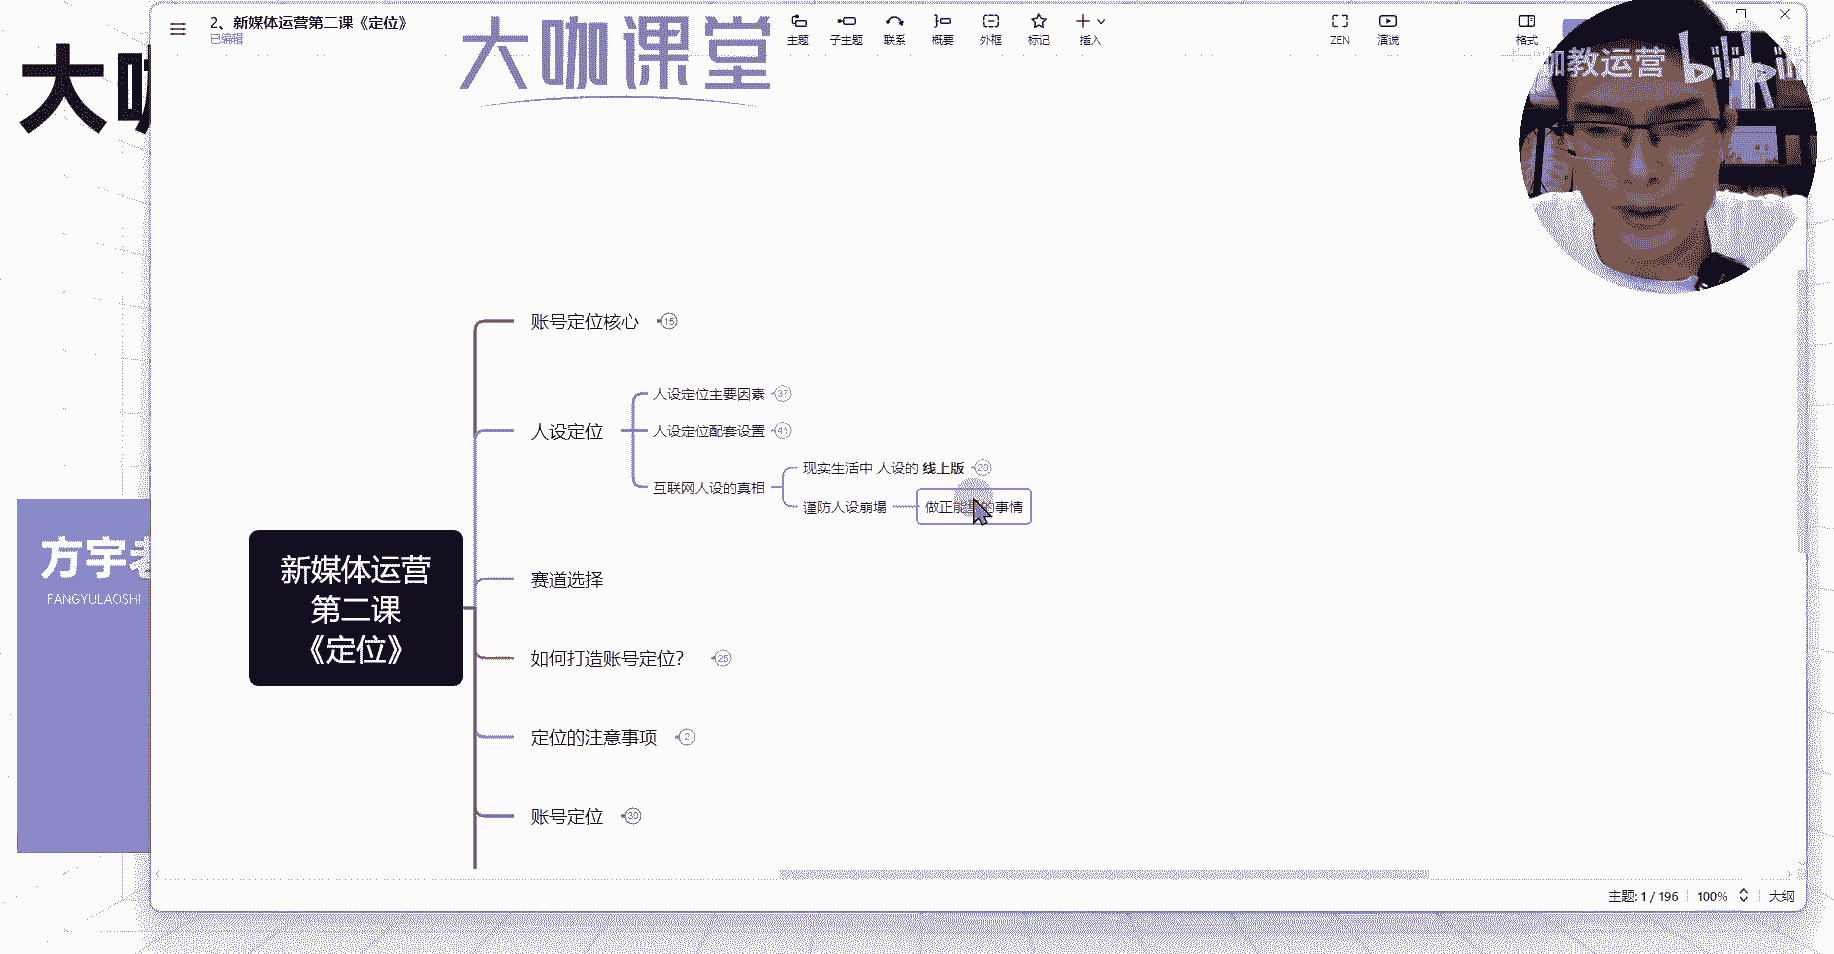 2、新媒体运营第二课《定位》
已编辑
大咖课堂
主题
子主题
联系
概要
外框
标记
插入
ZEN
演说
格式
咖教运营 bilibili
大咖
方宇老
FANGYULAOSHI
账号定位核心 15
人设定位
人设定位主要因素 37
人设定位配套设置 41
互联网人设的真相
现实生活中 人设的 线上版 20
谨防人设崩塌
做正能量的事情
新媒体运营
第二课
《定位》
赛道选择
如何打造账号定位？ 25
定位的注意事项 2
账号定位 30
主题: 1 / 196
100%
大纲